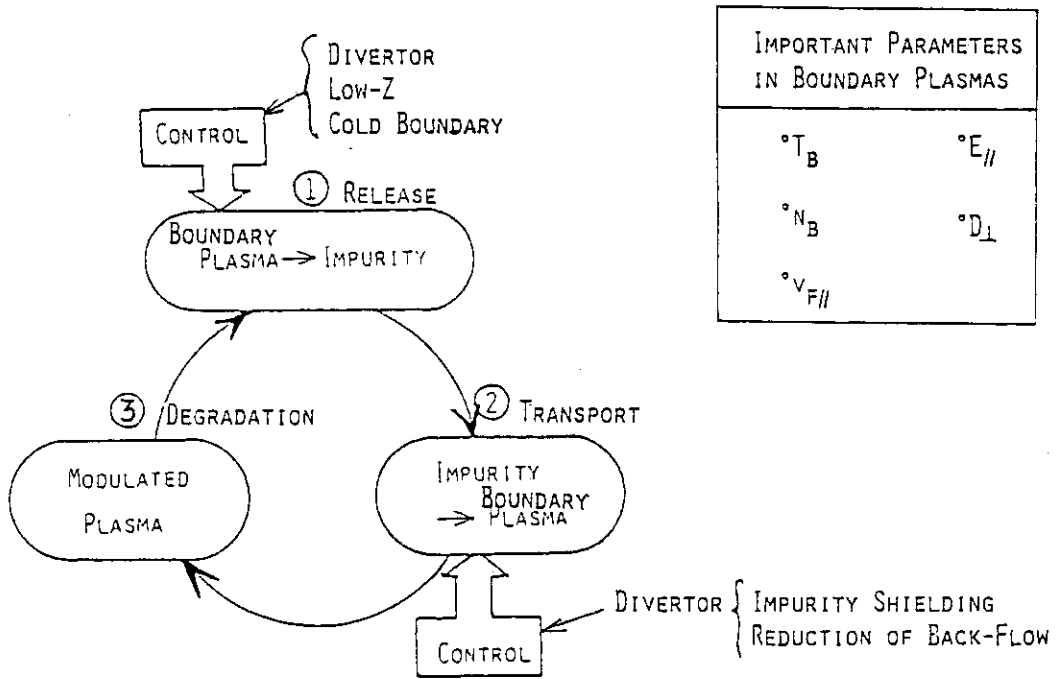 DIVERTOR
LOW-Z
COLD BOUNDARY
CONTROL
① RELEASE
BOUNDARY
PLASMA → IMPURITY
② TRANSPORT
IMPURITY
BOUNDARY
→ PLASMA
CONTROL
DIVERTOR { IMPURITY SHIELDING
REDUCTION OF BACK-FLOW
③ DEGRADATION
MODULATED
PLASMA
IMPORTANT PARAMETERS
IN BOUNDARY PLASMAS
°T_B °E_//
°N_B °D_⊥
°V_F//